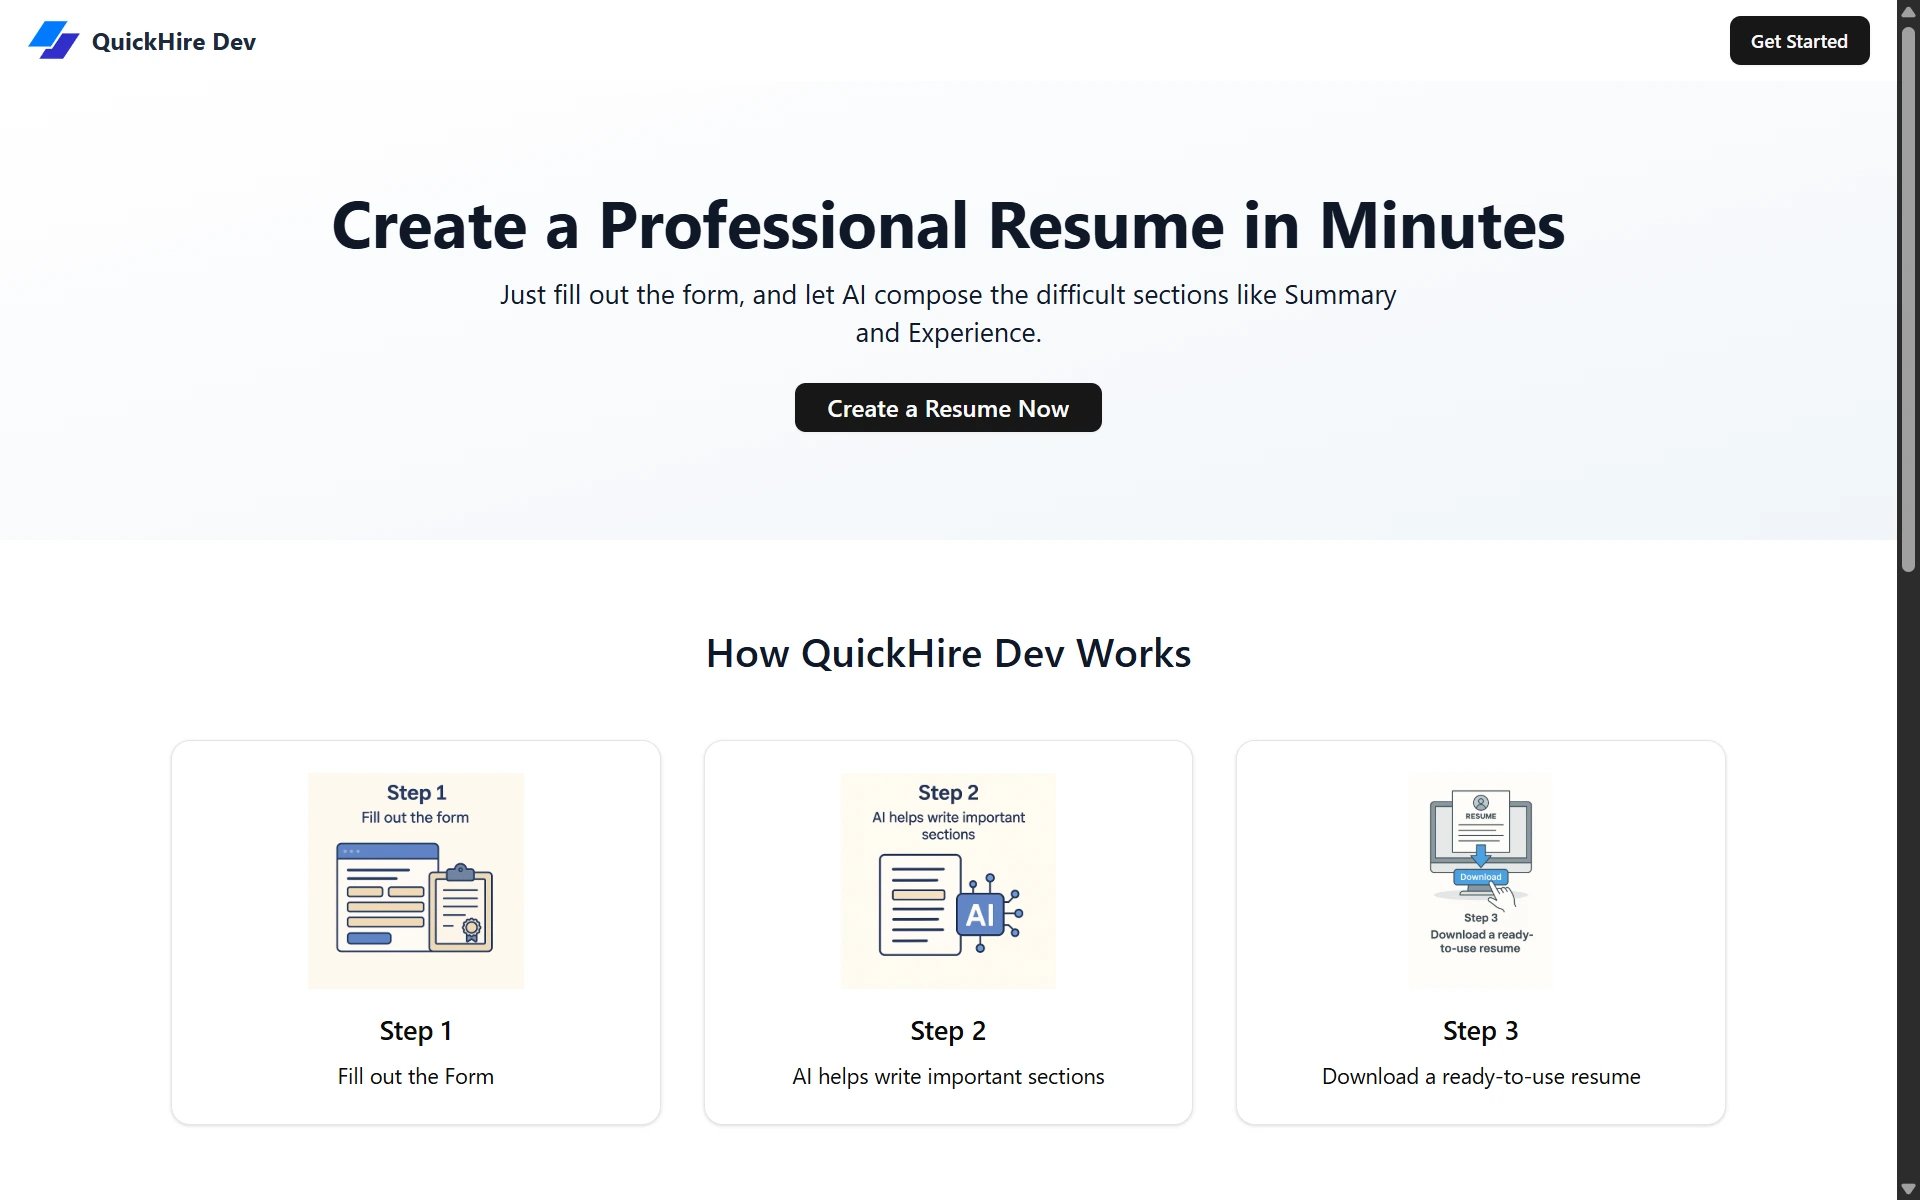 QuickHire Dev
Get Started
Create a Professional Resume in Minutes
Just fill out the form, and let AI compose the difficult sections like Summary
and Experience.
Create a Resume Now
How QuickHire Dev Works
Step 1
Fill out the form
Step 1
Fill out the Form
Step 2
AI helps write important
sections
AI
Step 2
AI helps write important sections
RESUME
Download
Step 3
Download a ready-
to-use resume
Step 3
Download a ready-to-use resume